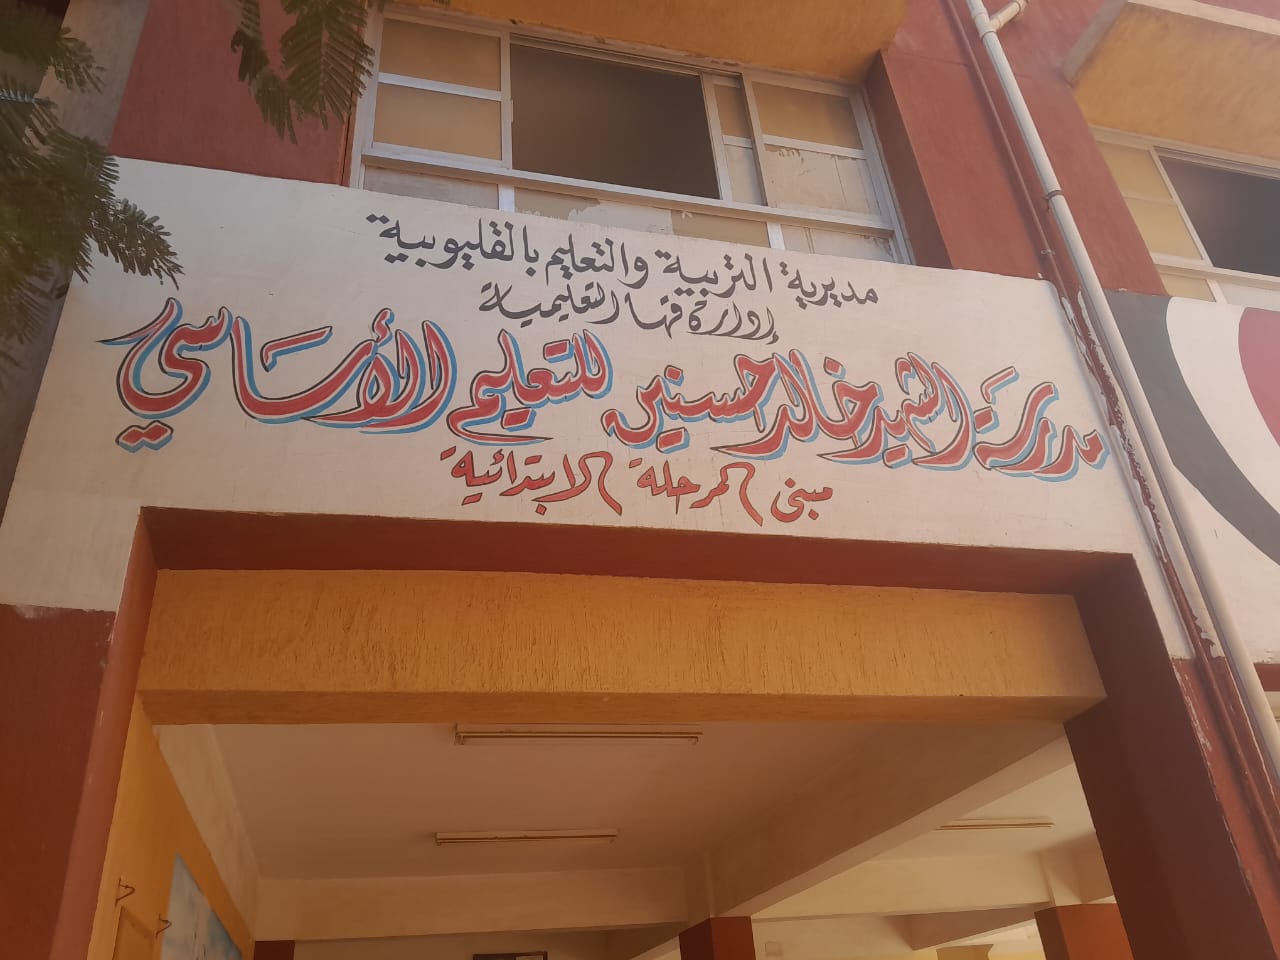 مديرية التربية والتعليم بالقليوبية
إدارة قها التعليمية
مدرسة الشهيد خالد حسنين للتعليم الأساسي
مبنى المرحلة الابتدائية